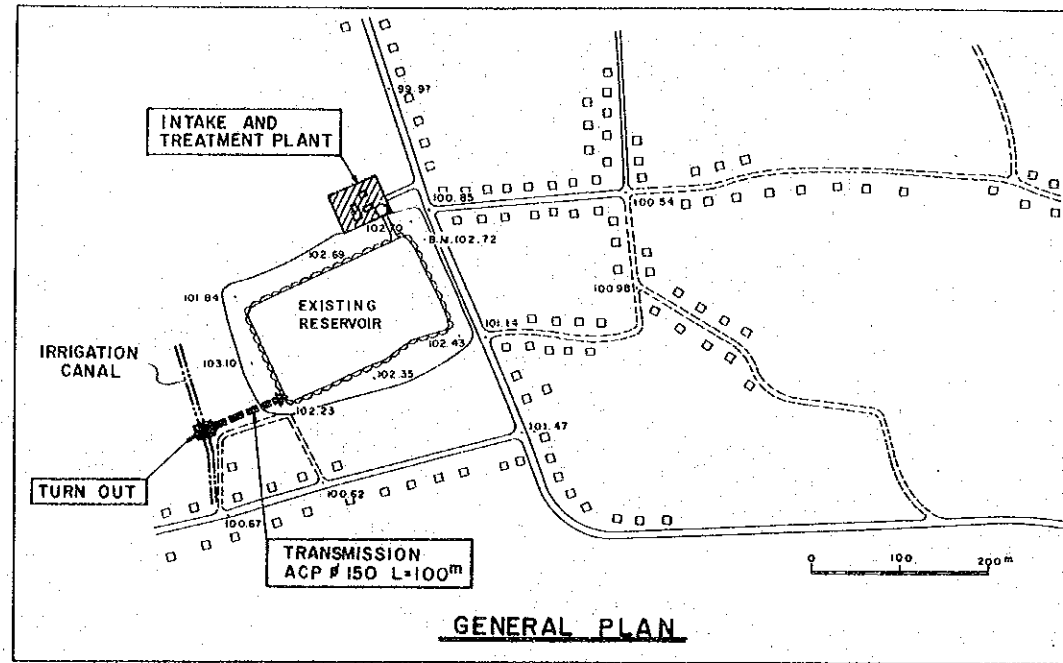 99.97
INTAKE AND
TREATMENT PLANT
100.85
100.54
102.70
B.M.102.72
102.69
101.84
EXISTING
RESERVOIR
100.98
101.14
102.43
IRRIGATION
CANAL
103.10
102.35
102.23
101.47
TURN OUT
100.62
100.67
TRANSMISSION
ACP ø 150 L=100m
0 100 200m
GENERAL PLAN